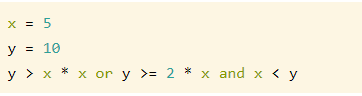 x = 5
y = 10
y > x * x or y >= 2 * x and x < y